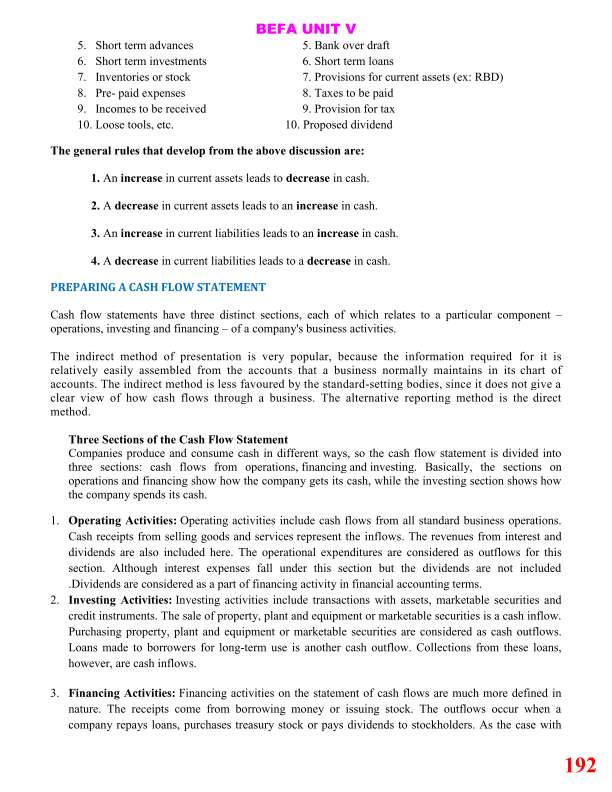 BEFA UNIT V
5. Short term advances 5. Bank over draft
6. Short term investments 6. Short term loans
7. Inventories or stock 7. Provisions for current assets (ex: RBD)
8. Pre- paid expenses 8. Taxes to be paid
9. Incomes to be received 9. Provision for tax
10. Loose tools, etc. 10. Proposed dividend
The general rules that develop from the above discussion are:
1. An increase in current assets leads to decrease in cash.
2. A decrease in current assets leads to an increase in cash.
3. An increase in current liabilities leads to an increase in cash.
4. A decrease in current liabilities leads to a decrease in cash.
PREPARING A CASH FLOW STATEMENT
Cash flow statements have three distinct sections, each of which relates to a particular component –
operations, investing and financing – of a company's business activities.
The indirect method of presentation is very popular, because the information required for it is
relatively easily assembled from the accounts that a business normally maintains in its chart of
accounts. The indirect method is less favoured by the standard-setting bodies, since it does not give a
clear view of how cash flows through a business. The alternative reporting method is the direct
method.
Three Sections of the Cash Flow Statement
Companies produce and consume cash in different ways, so the cash flow statement is divided into
three sections: cash flows from operations, financing and investing. Basically, the sections on
operations and financing show how the company gets its cash, while the investing section shows how
the company spends its cash.
1. Operating Activities: Operating activities include cash flows from all standard business operations.
Cash receipts from selling goods and services represent the inflows. The revenues from interest and
dividends are also included here. The operational expenditures are considered as outflows for this
section. Although interest expenses fall under this section but the dividends are not included
.Dividends are considered as a part of financing activity in financial accounting terms.
2. Investing Activities: Investing activities include transactions with assets, marketable securities and
credit instruments. The sale of property, plant and equipment or marketable securities is a cash inflow.
Purchasing property, plant and equipment or marketable securities are considered as cash outflows.
Loans made to borrowers for long-term use is another cash outflow. Collections from these loans,
however, are cash inflows.
3. Financing Activities: Financing activities on the statement of cash flows are much more defined in
nature. The receipts come from borrowing money or issuing stock. The outflows occur when a
company repays loans, purchases treasury stock or pays dividends to stockholders. As the case with
192